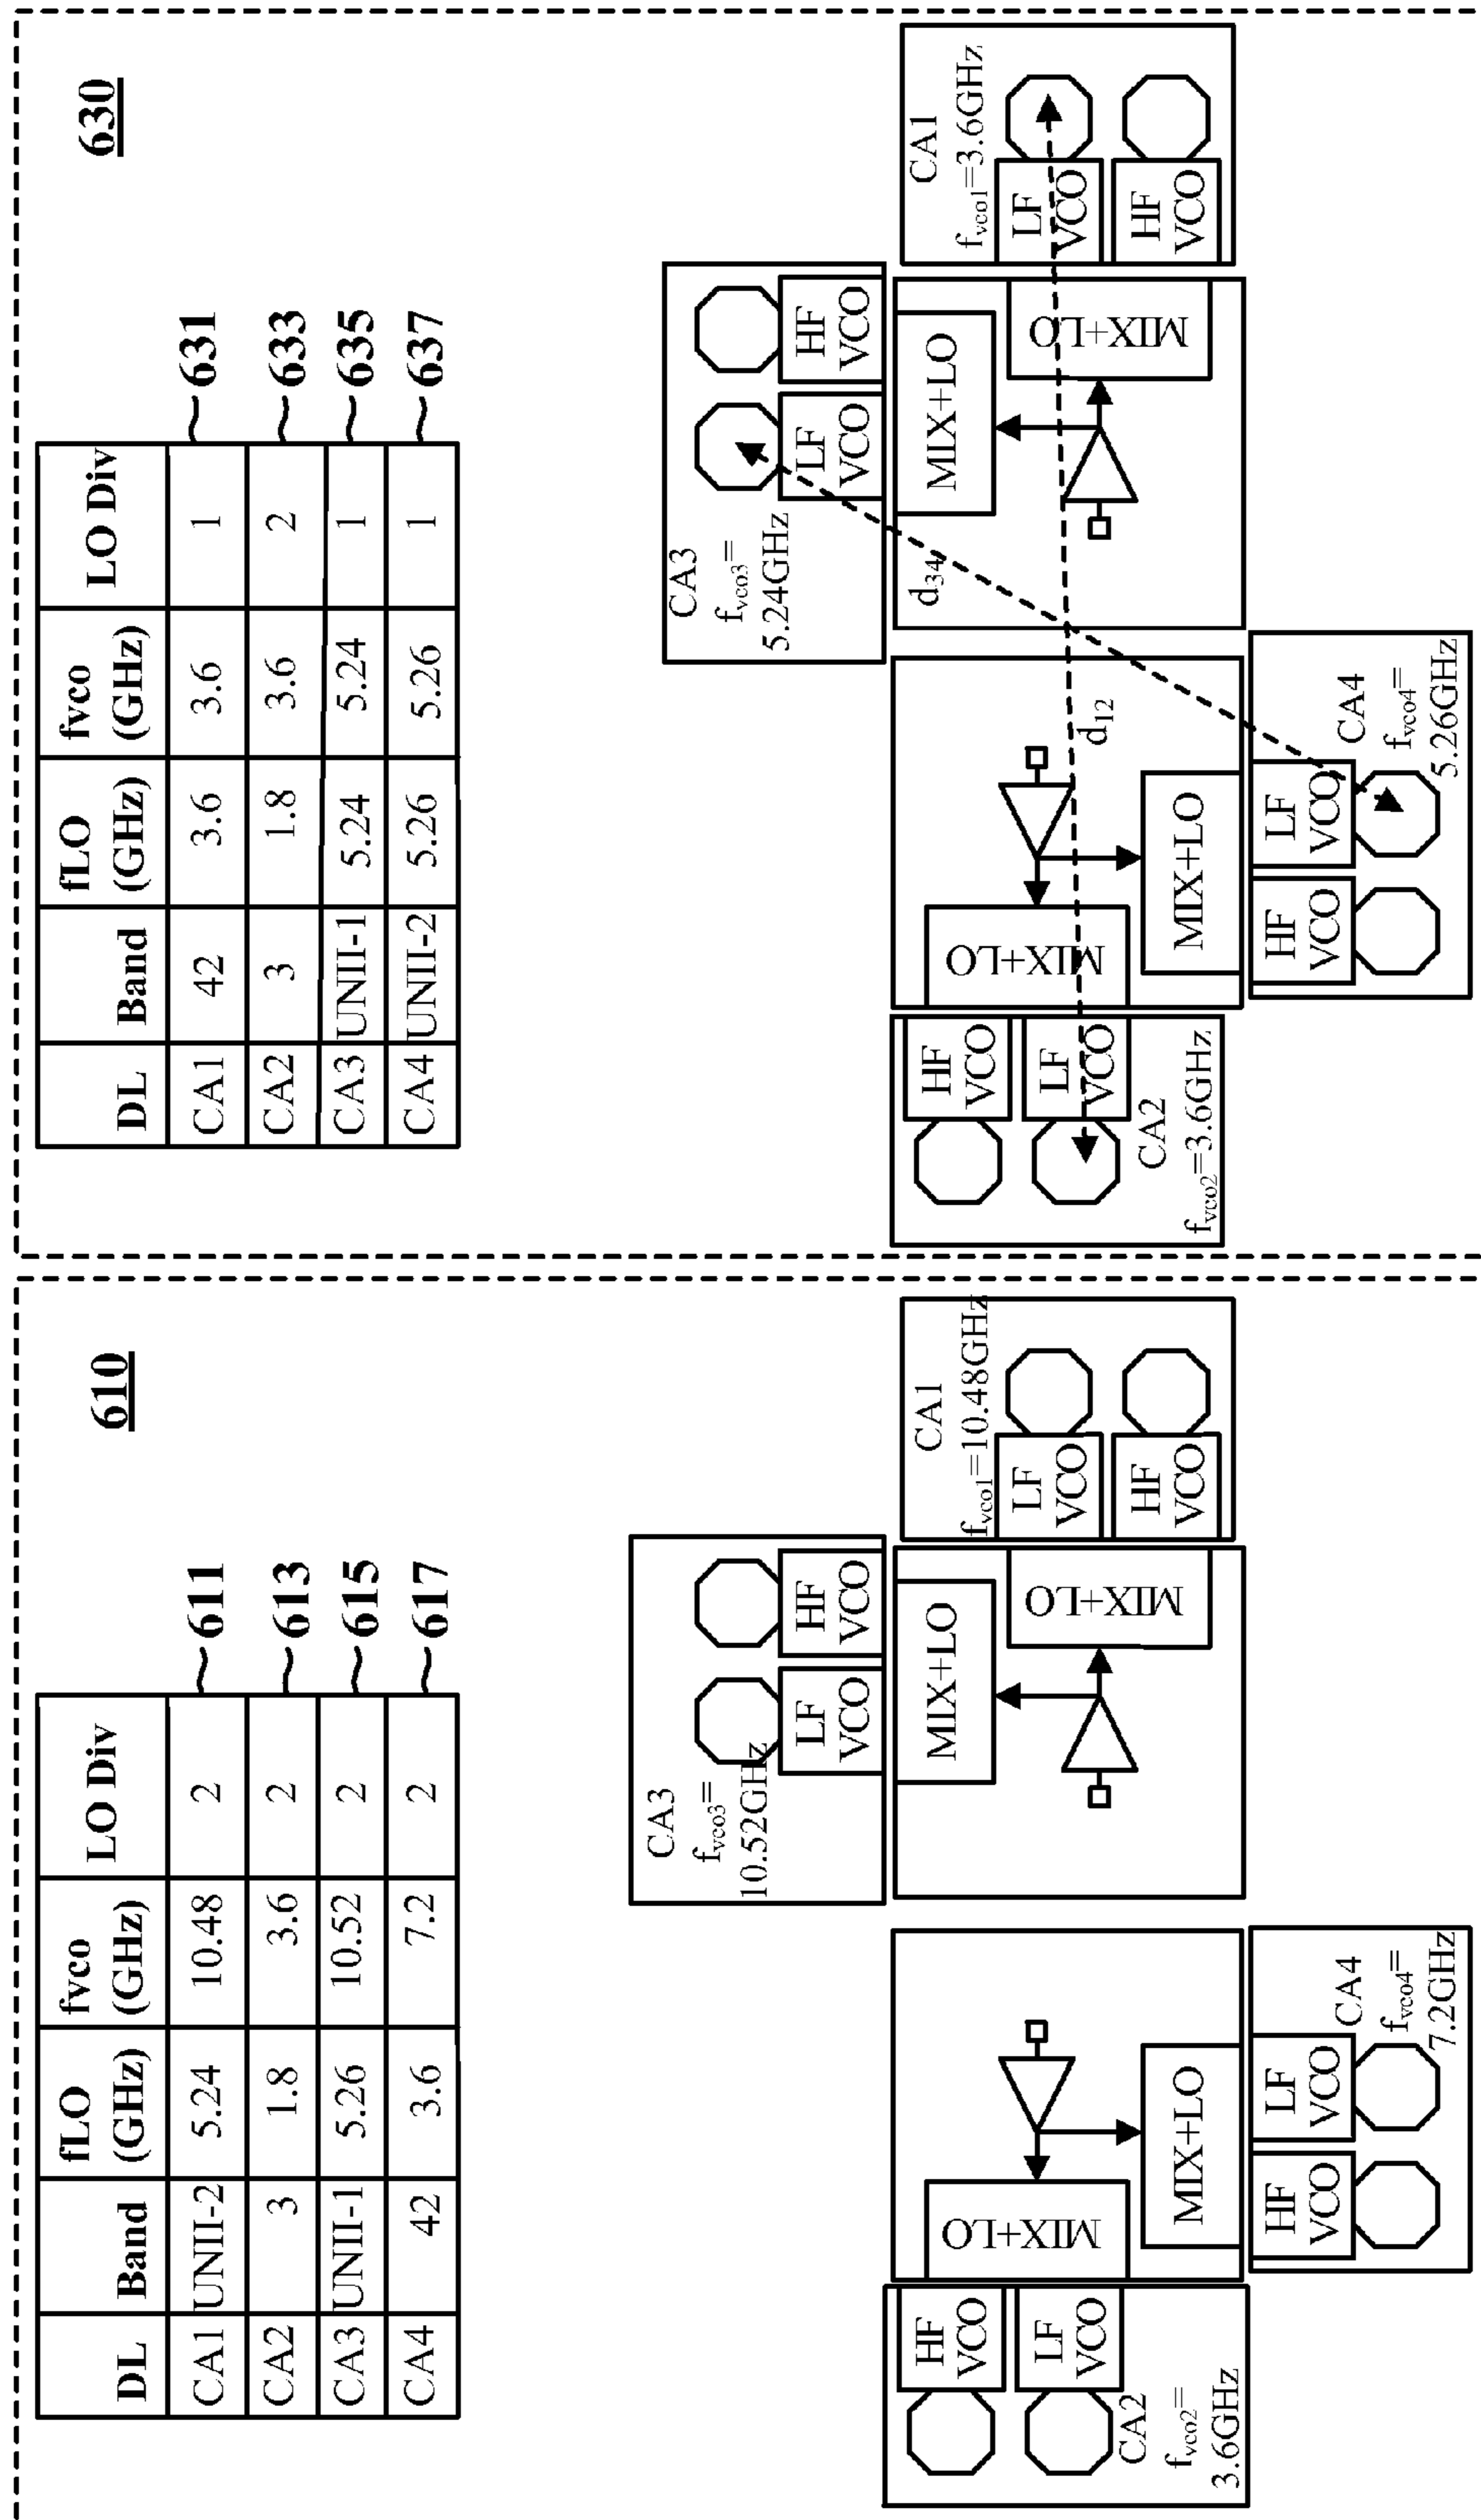 610
DL Band fLO (GHz) fvco (GHz) LO Div
CA1 UNII-2 5.24 10.48 2
611
CA2 3 1.8 3.6 2
613
CA3 UNII-1 5.26 10.52 2
615
CA4 42 3.6 7.2 2
617
CA3
fvco3=
10.52GHz
LF VCO
HF VCO
CA1
fvco1=10.48GHz
LF VCO
HF VCO
MIX+LO
MIX+LO
HF VCO
LF VCO
CA2
fvco2=
3.6GHz
MIX+LO
MIX+LO
HF VCO
LF VCO
CA4
fvco4=
7.2GHz
630
DL Band fLO (GHz) fvco (GHz) LO Div
CA1 42 3.6 3.6 1
631
CA2 3 1.8 3.6 2
633
CA3 UNII-1 5.24 5.24 1
635
CA4 UNII-2 5.26 5.26 1
637
CA3
fvco3=
5.24GHz
LF VCO
HF VCO
CA1
fvco1=3.6GHz
LF VCO
HF VCO
MIX+LO
MIX+LO
d34
d12
HF VCO
LF VCO
CA2
fvco2=3.6GHz
MIX+LO
MIX+LO
HF VCO
LF VCO
CA4
fvco4=
5.26GHz